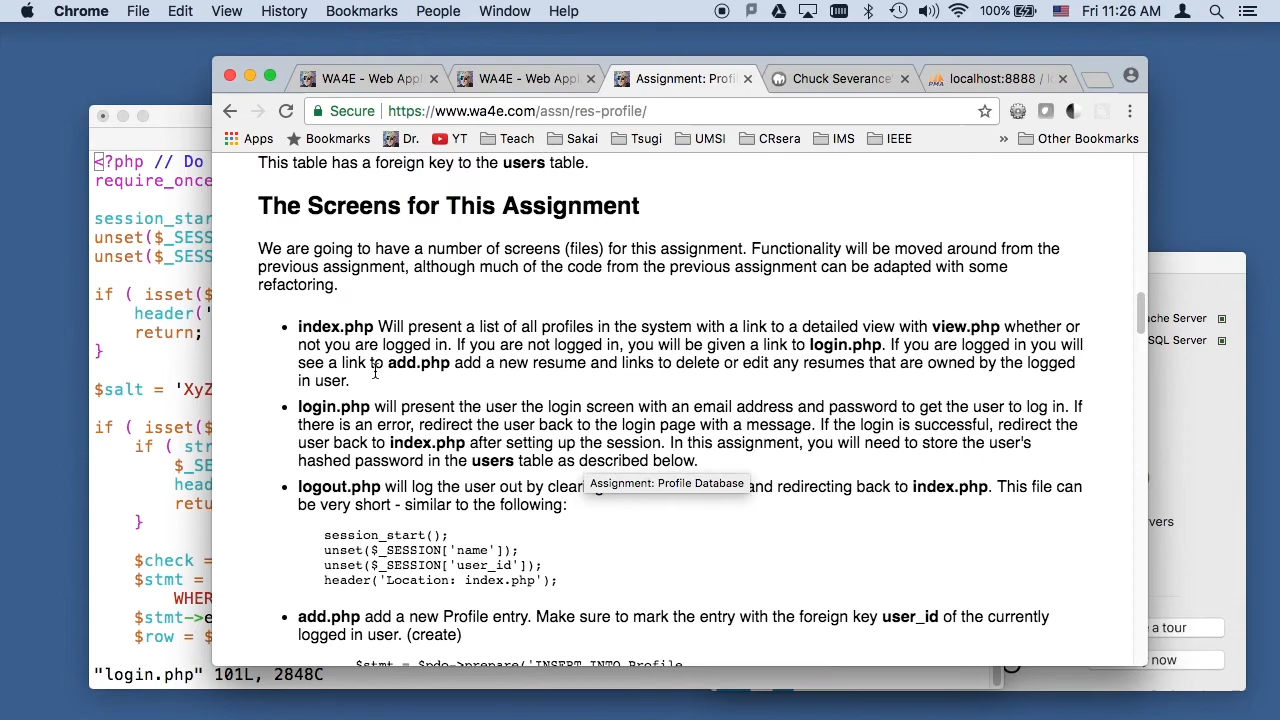 Chrome File Edit View History Bookmarks People Window Help 100% Fri 11:26 AM
WA4E - Web Appl WA4E - Web Appl Assignment: Profil Chuck Severance' localhost:8888 / l
Secure https://www.wa4e.com/assn/res-profile/
Apps Bookmarks Dr. YT Teach Sakai Tsugi UMSI CRsera IMS IEEE » Other Bookmarks
This table has a foreign key to the users table.
The Screens for This Assignment
We are going to have a number of screens (files) for this assignment. Functionality will be moved around from the
previous assignment, although much of the code from the previous assignment can be adapted with some
refactoring.
• index.php Will present a list of all profiles in the system with a link to a detailed view with view.php whether or
not you are logged in. If you are not logged in, you will be given a link to login.php. If you are logged in you will
see a link to add.php add a new resume and links to delete or edit any resumes that are owned by the logged
in user.
• login.php will present the user the login screen with an email address and password to get the user to log in. If
there is an error, redirect the user back to the login page with a message. If the login is successful, redirect the
user back to index.php after setting up the session. In this assignment, you will need to store the user's
hashed password in the users table as described below.
Assignment: Profile Database
• logout.php will log the user out by clear and redirecting back to index.php. This file can
be very short - similar to the following:
session_start();
unset($_SESSION['name']);
unset($_SESSION['user_id']);
header('Location: index.php');
• add.php add a new Profile entry. Make sure to mark the entry with the foreign key user_id of the currently
logged in user. (create)
$stmt = $pdo->prepare('INSERT INTO Profile
<?php // Do
require_once
session_star
unset($_SESS
unset($_SESS
if ( isset($
header('
return;
}
$salt = 'XyZ
if ( isset($
if ( str
$_SE
head
retu
}
$check =
$stmt =
WHER
$stmt->e
$row = $
"login.php" 101L, 2848C
che Server
SQL Server
rvers
a tour
now